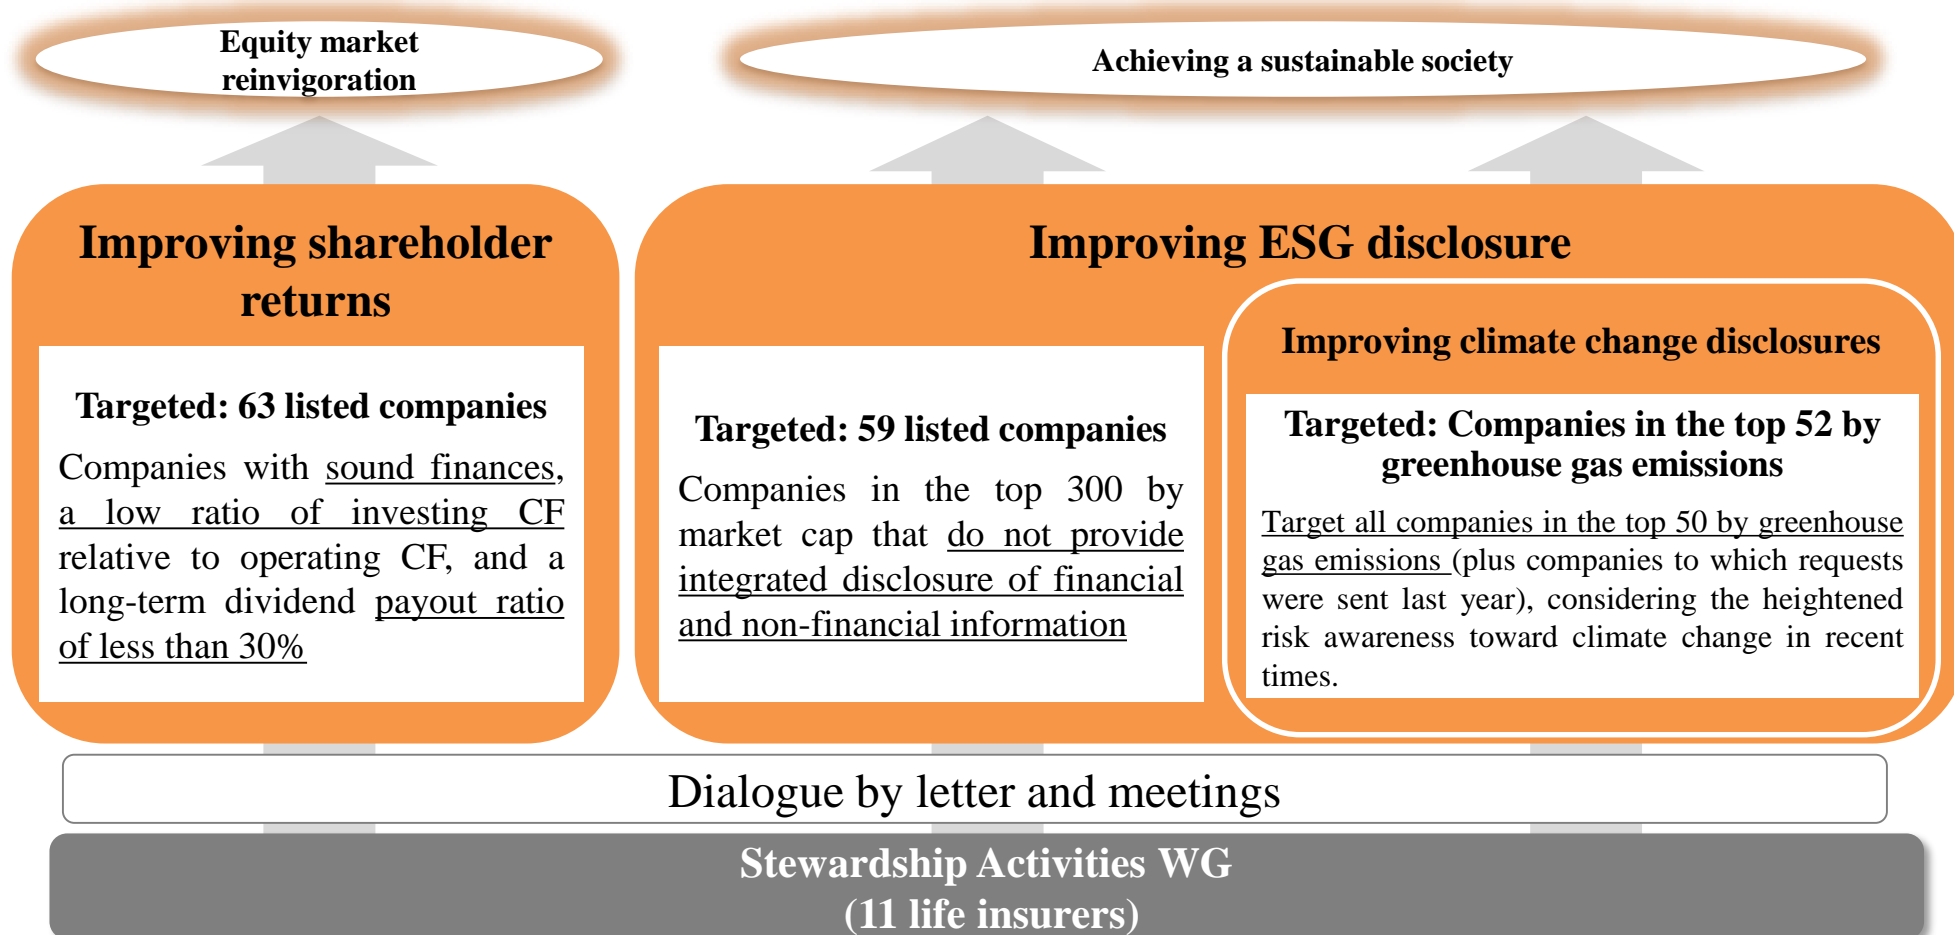 Equity market
reinvigoration
Achieving a sustainable society
Improving shareholder
returns
Targeted: 63 listed companies
Companies with sound finances,
a low ratio of investing CF
relative to operating CF, and a
long-term dividend payout ratio
of less than 30%
Improving ESG disclosure
Targeted: 59 listed companies
Companies in the top 300 by
market cap that do not provide
integrated disclosure of financial
and non-financial information
Improving climate change disclosures
Targeted: Companies in the top 52 by
greenhouse gas emissions
Target all companies in the top 50 by greenhouse
gas emissions (plus companies to which requests
were sent last year), considering the heightened
risk awareness toward climate change in recent
times.
Dialogue by letter and meetings
Stewardship Activities WG
(11 life insurers)